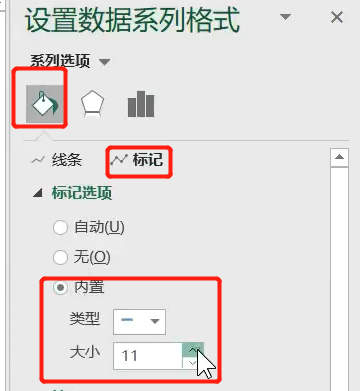 设置数据系列格式
系列选项
线条 标记
标记选项
自动(U)
无(O)
内置
类型
大小 11